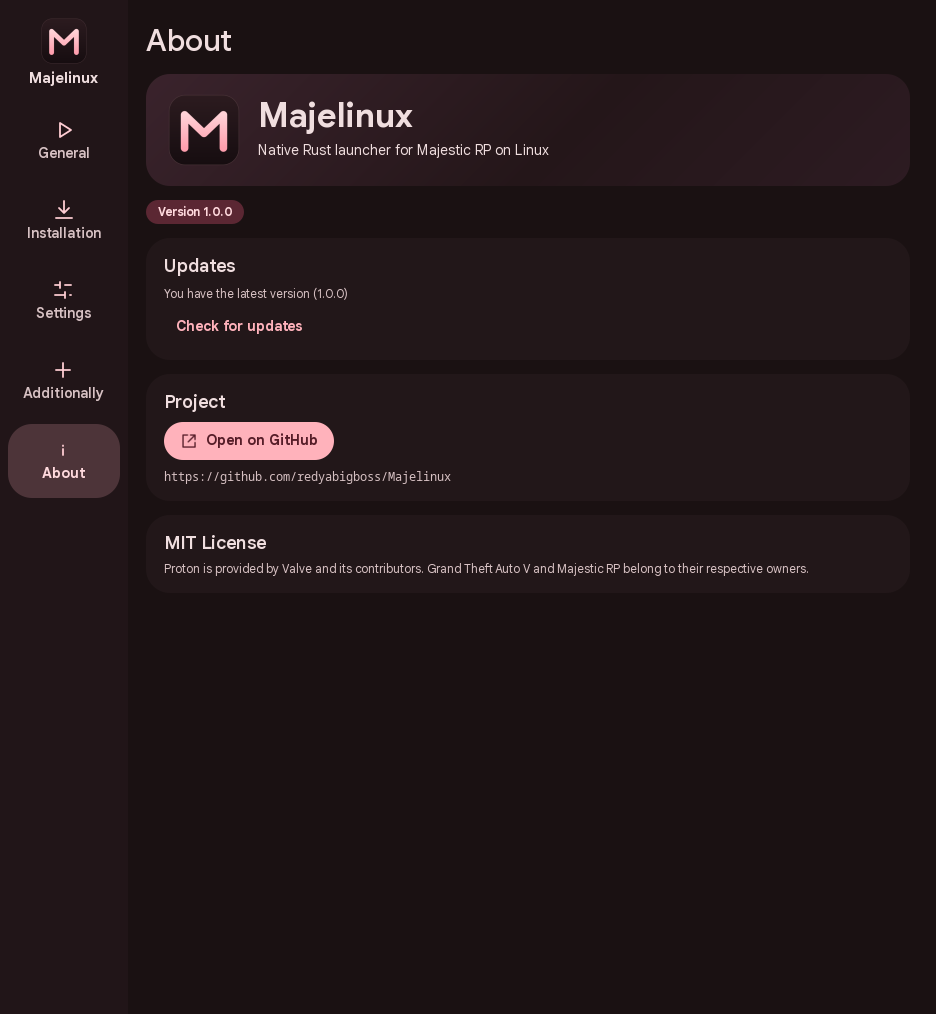 Majelinux
General
Installation
Settings
Additionally
About
About
Majelinux
Native Rust launcher for Majestic RP on Linux
Version 1.0.0
Updates
You have the latest version (1.0.0)
Check for updates
Project
Open on GitHub
https://github.com/redyabigboss/Majelinux
MIT License
Proton is provided by Valve and its contributors. Grand Theft Auto V and Majestic RP belong to their respective owners.